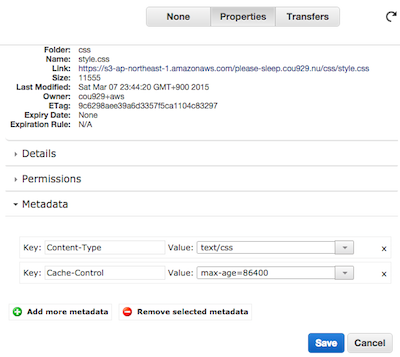 None Properties Transfers
Folder: css
Name: style.css
Link: https://s3-ap-northeast-1.amazonaws.com/please-sleep.cou929.nu/css/style.css
Size: 11555
Last Modified: Sat Mar 07 23:44:20 GMT+900 2015
Owner: cou929+aws
ETag: 9c6298aee39a6d3357f5ca1104c83297
Expiry Date: None
Expiration Rule: N/A
Details
Permissions
Metadata
Key: Content-Type Value: text/css x
Key: Cache-Control Value: max-age=86400 x
Add more metadata Remove selected metadata
Save Cancel